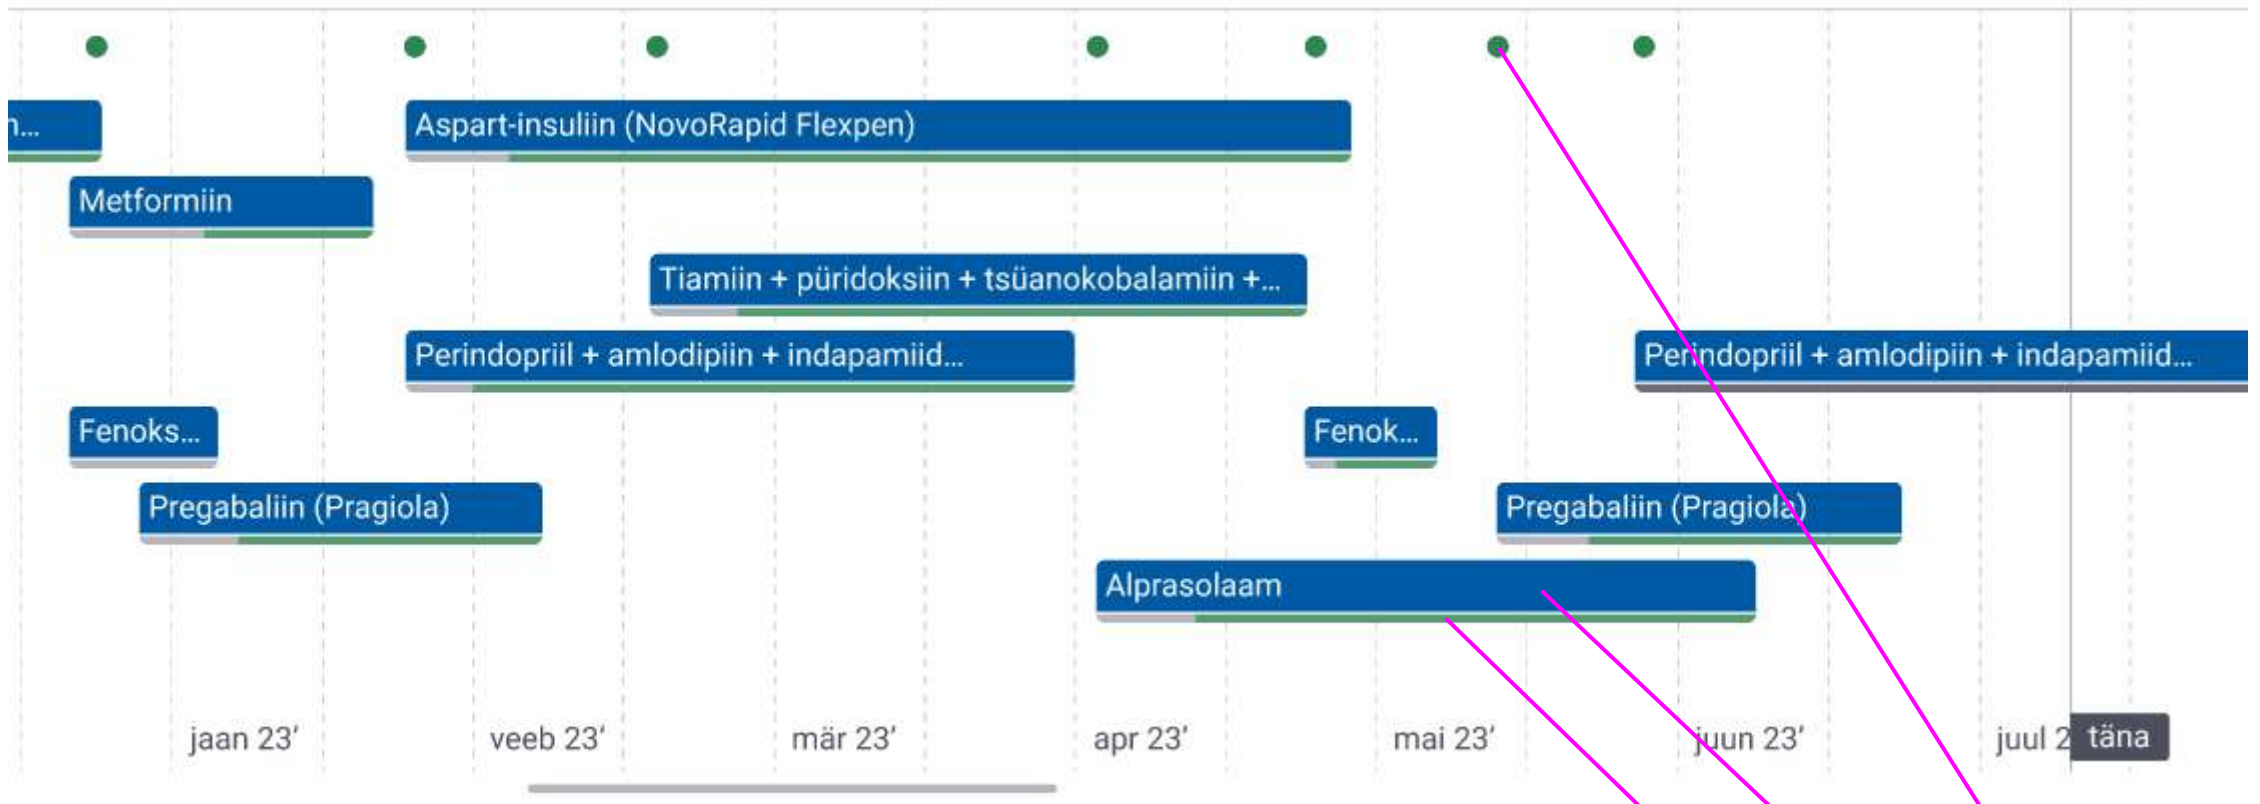 n...
Aspart-insuliin (NovoRapid Flexpen)
Metformiin
Tiamiin + püridoksiin + tsüanokobalamiin +...
Perindopriil + amlodipiin + indapamiid...
Perindopriil + amlodipiin + indapamiid...
Fenoks...
Fenok...
Pregabaliin (Pragiola)
Pregabaliin (Pragiola)
Alprasolaam
jaan 23’ veeb 23’ mär 23’ apr 23’ mai 23’ juun 23’ juul 2 täna